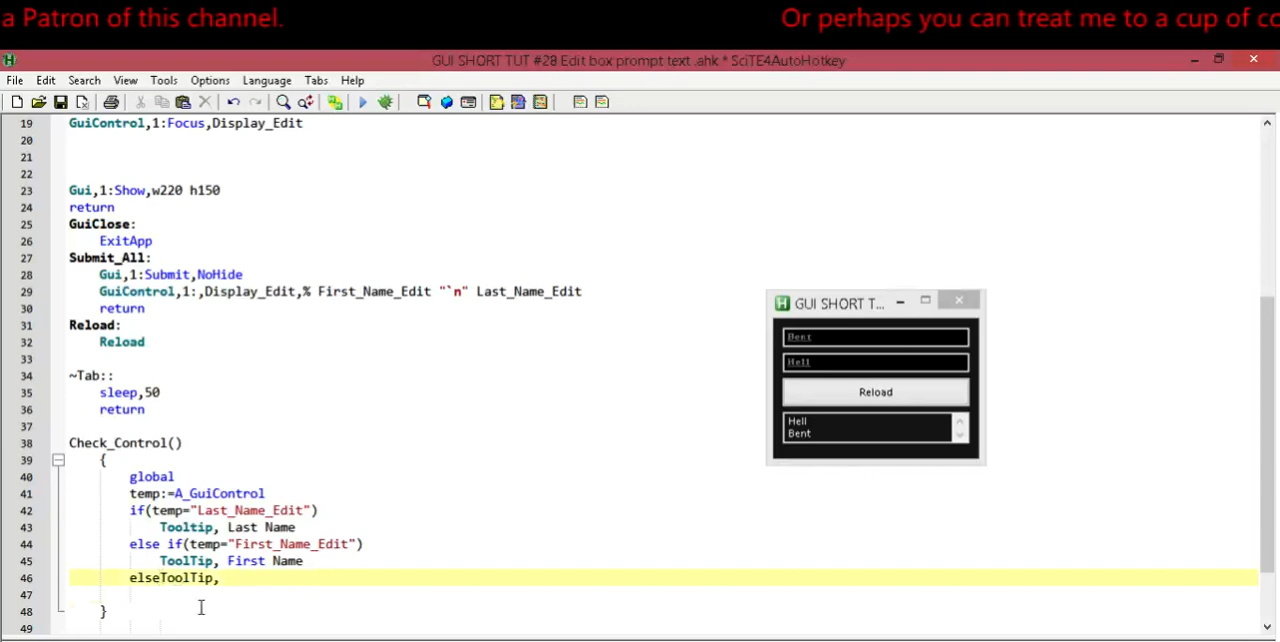 a Patron of this channel.
Or perhaps you can treat me to a cup of co
GUI SHORT TUT #28 Edit box prompt text .ahk * SciTE4AutoHotkey
File Edit Search View Tools Options Language Tabs Help
19 GuiControl,1:Focus,Display_Edit
20
21
22
23 Gui,1:Show,w220 h150
24 return
25 GuiClose:
26 ExitApp
27 Submit_All:
28 Gui,1:Submit,NoHide
29 GuiControl,1:,Display_Edit,% First_Name_Edit "`n" Last_Name_Edit
30 return
31 Reload:
32 Reload
33
34 ~Tab::
35 sleep,50
36 return
37
38 Check_Control()
39 {
40 global
41 temp:=A_GuiControl
42 if(temp="Last_Name_Edit")
43 Tooltip, Last Name
44 else if(temp="First_Name_Edit")
45 ToolTip, First Name
46 elseToolTip,
47
48 }
49
GUI SHORT T...
Bent
Hell
Reload
Hell
Bent